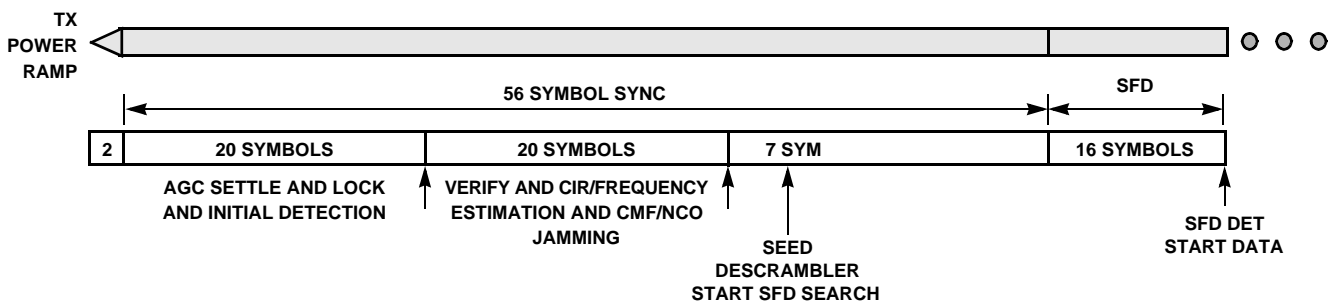 TX
POWER
RAMP
56 SYMBOL SYNC
SFD
2
20 SYMBOLS
20 SYMBOLS
7 SYM
16 SYMBOLS
AGC SETTLE AND LOCK
AND INITIAL DETECTION
VERIFY AND CIR/FREQUENCY
ESTIMATION AND CMF/NCO
JAMMING
SEED
DESCRAMBLER
START SFD SEARCH
SFD DET
START DATA